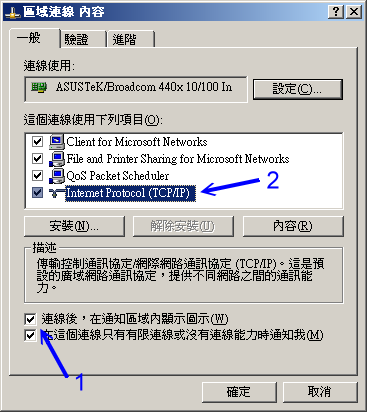 區域連線 內容
一般 驗證 進階
連線使用:
ASUSTeK/Broadcom 440x 10/100 In
設定(C)...
這個連線使用下列項目(O):
Client for Microsoft Networks
File and Printer Sharing for Microsoft Networks
QoS Packet Scheduler
Internet Protocol (TCP/IP)
2
安裝(N)... 解除安裝(U) 內容(R)
描述
傳輸控制通訊協定/網際網路通訊協定 (TCP/IP)。這是預
設的廣域網路通訊協定，提供不同網路之間的通訊能
力。
連線後，在通知區域內顯示圖示(W)
在這個連線只有有限連線或沒有連線能力時通知我(M)
1
確定 取消